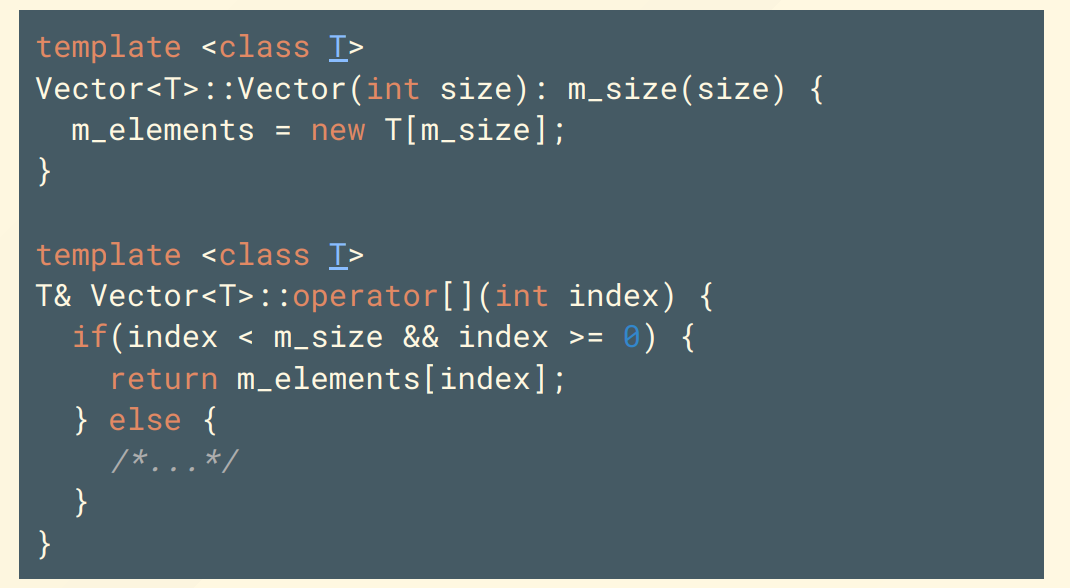 template <class T>
Vector<T>::Vector(int size): m_size(size) {
  m_elements = new T[m_size];
}

template <class T>
T& Vector<T>::operator[](int index) {
  if(index < m_size && index >= 0) {
    return m_elements[index];
  } else {
    /*...*/
  }
}